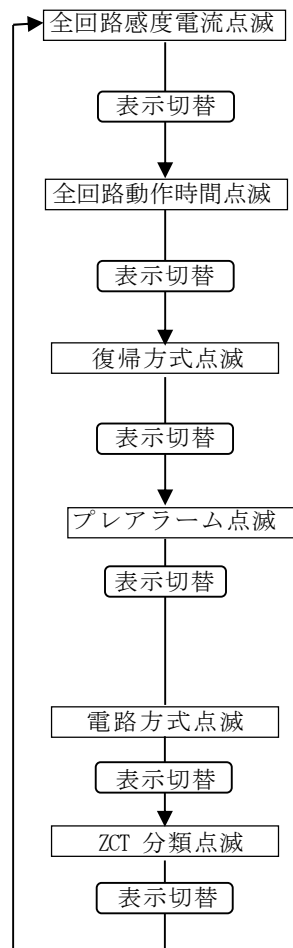 全回路感度電流点滅
表示切替
全回路動作時間点滅
表示切替
復帰方式点滅
表示切替
プレアラーム点滅
表示切替
電路方式点滅
表示切替
ZCT 分類点滅
表示切替